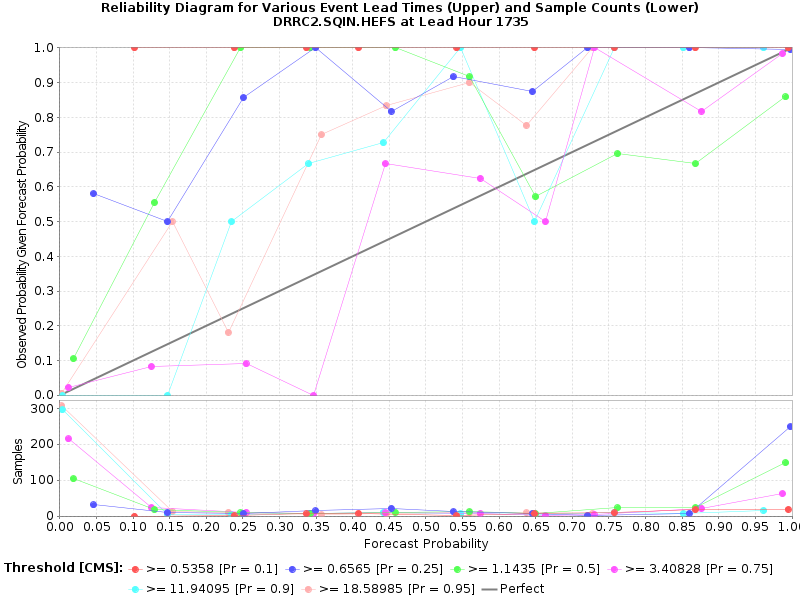 Reliability Diagram for Various Event Lead Times (Upper) and Sample Counts (Lower)
DRRC2.SQIN.HEFS at Lead Hour 1735
Observed Probability Given Forecast Probability
1.0
0.9
0.8
0.7
0.6
0.5
0.4
0.3
0.2
0.1
0.0
Samples
300
200
100
0
0.00 0.05 0.10 0.15 0.20 0.25 0.30 0.35 0.40 0.45 0.50 0.55 0.60 0.65 0.70 0.75 0.80 0.85 0.90 0.95 1.0
Forecast Probability
Threshold [CMS]: >= 0.5358 [Pr = 0.1] >= 0.6565 [Pr = 0.25] >= 1.1435 [Pr = 0.5] >= 3.40828 [Pr = 0.75]
>= 11.94095 [Pr = 0.9] >= 18.58985 [Pr = 0.95] Perfect